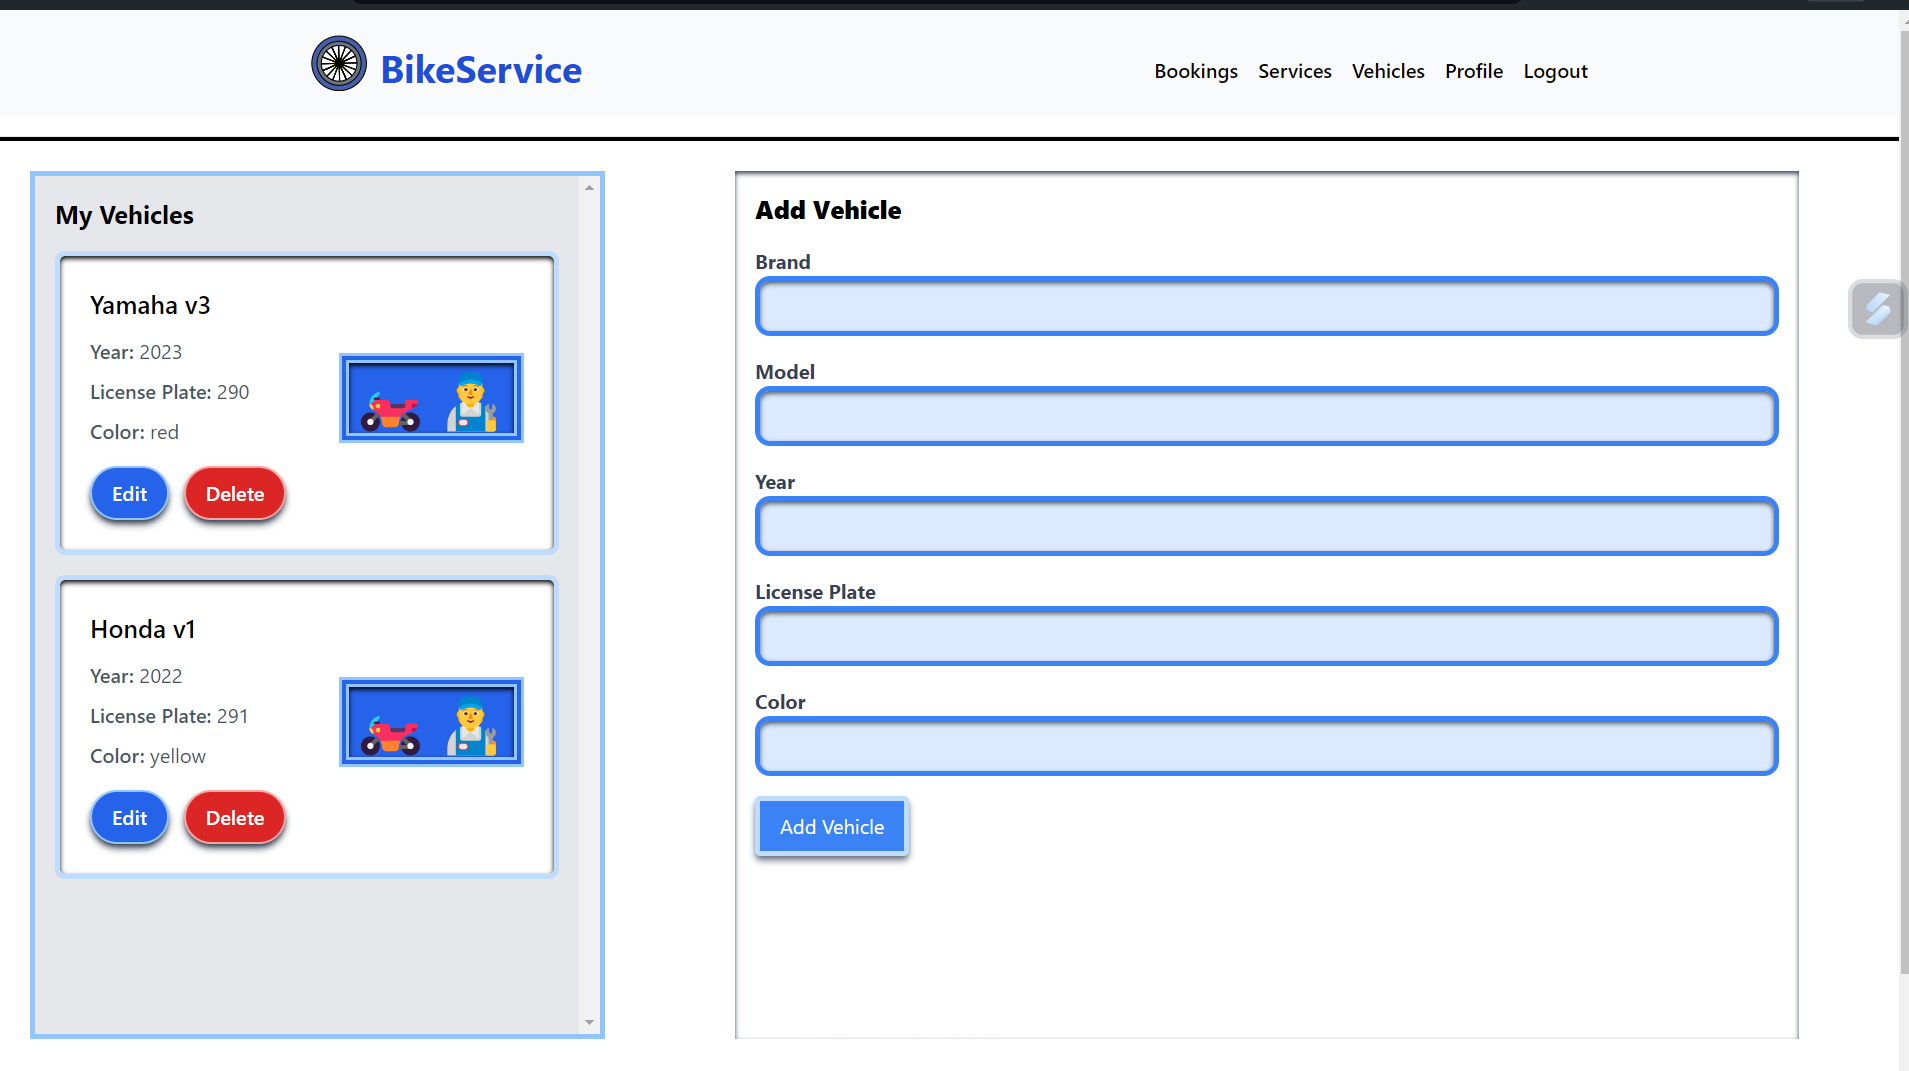 BikeService
Bookings Services Vehicles Profile Logout
My Vehicles
Yamaha v3
Year: 2023
License Plate: 290
Color: red
Edit Delete
Honda v1
Year: 2022
License Plate: 291
Color: yellow
Edit Delete
Add Vehicle
Brand
Model
Year
License Plate
Color
Add Vehicle